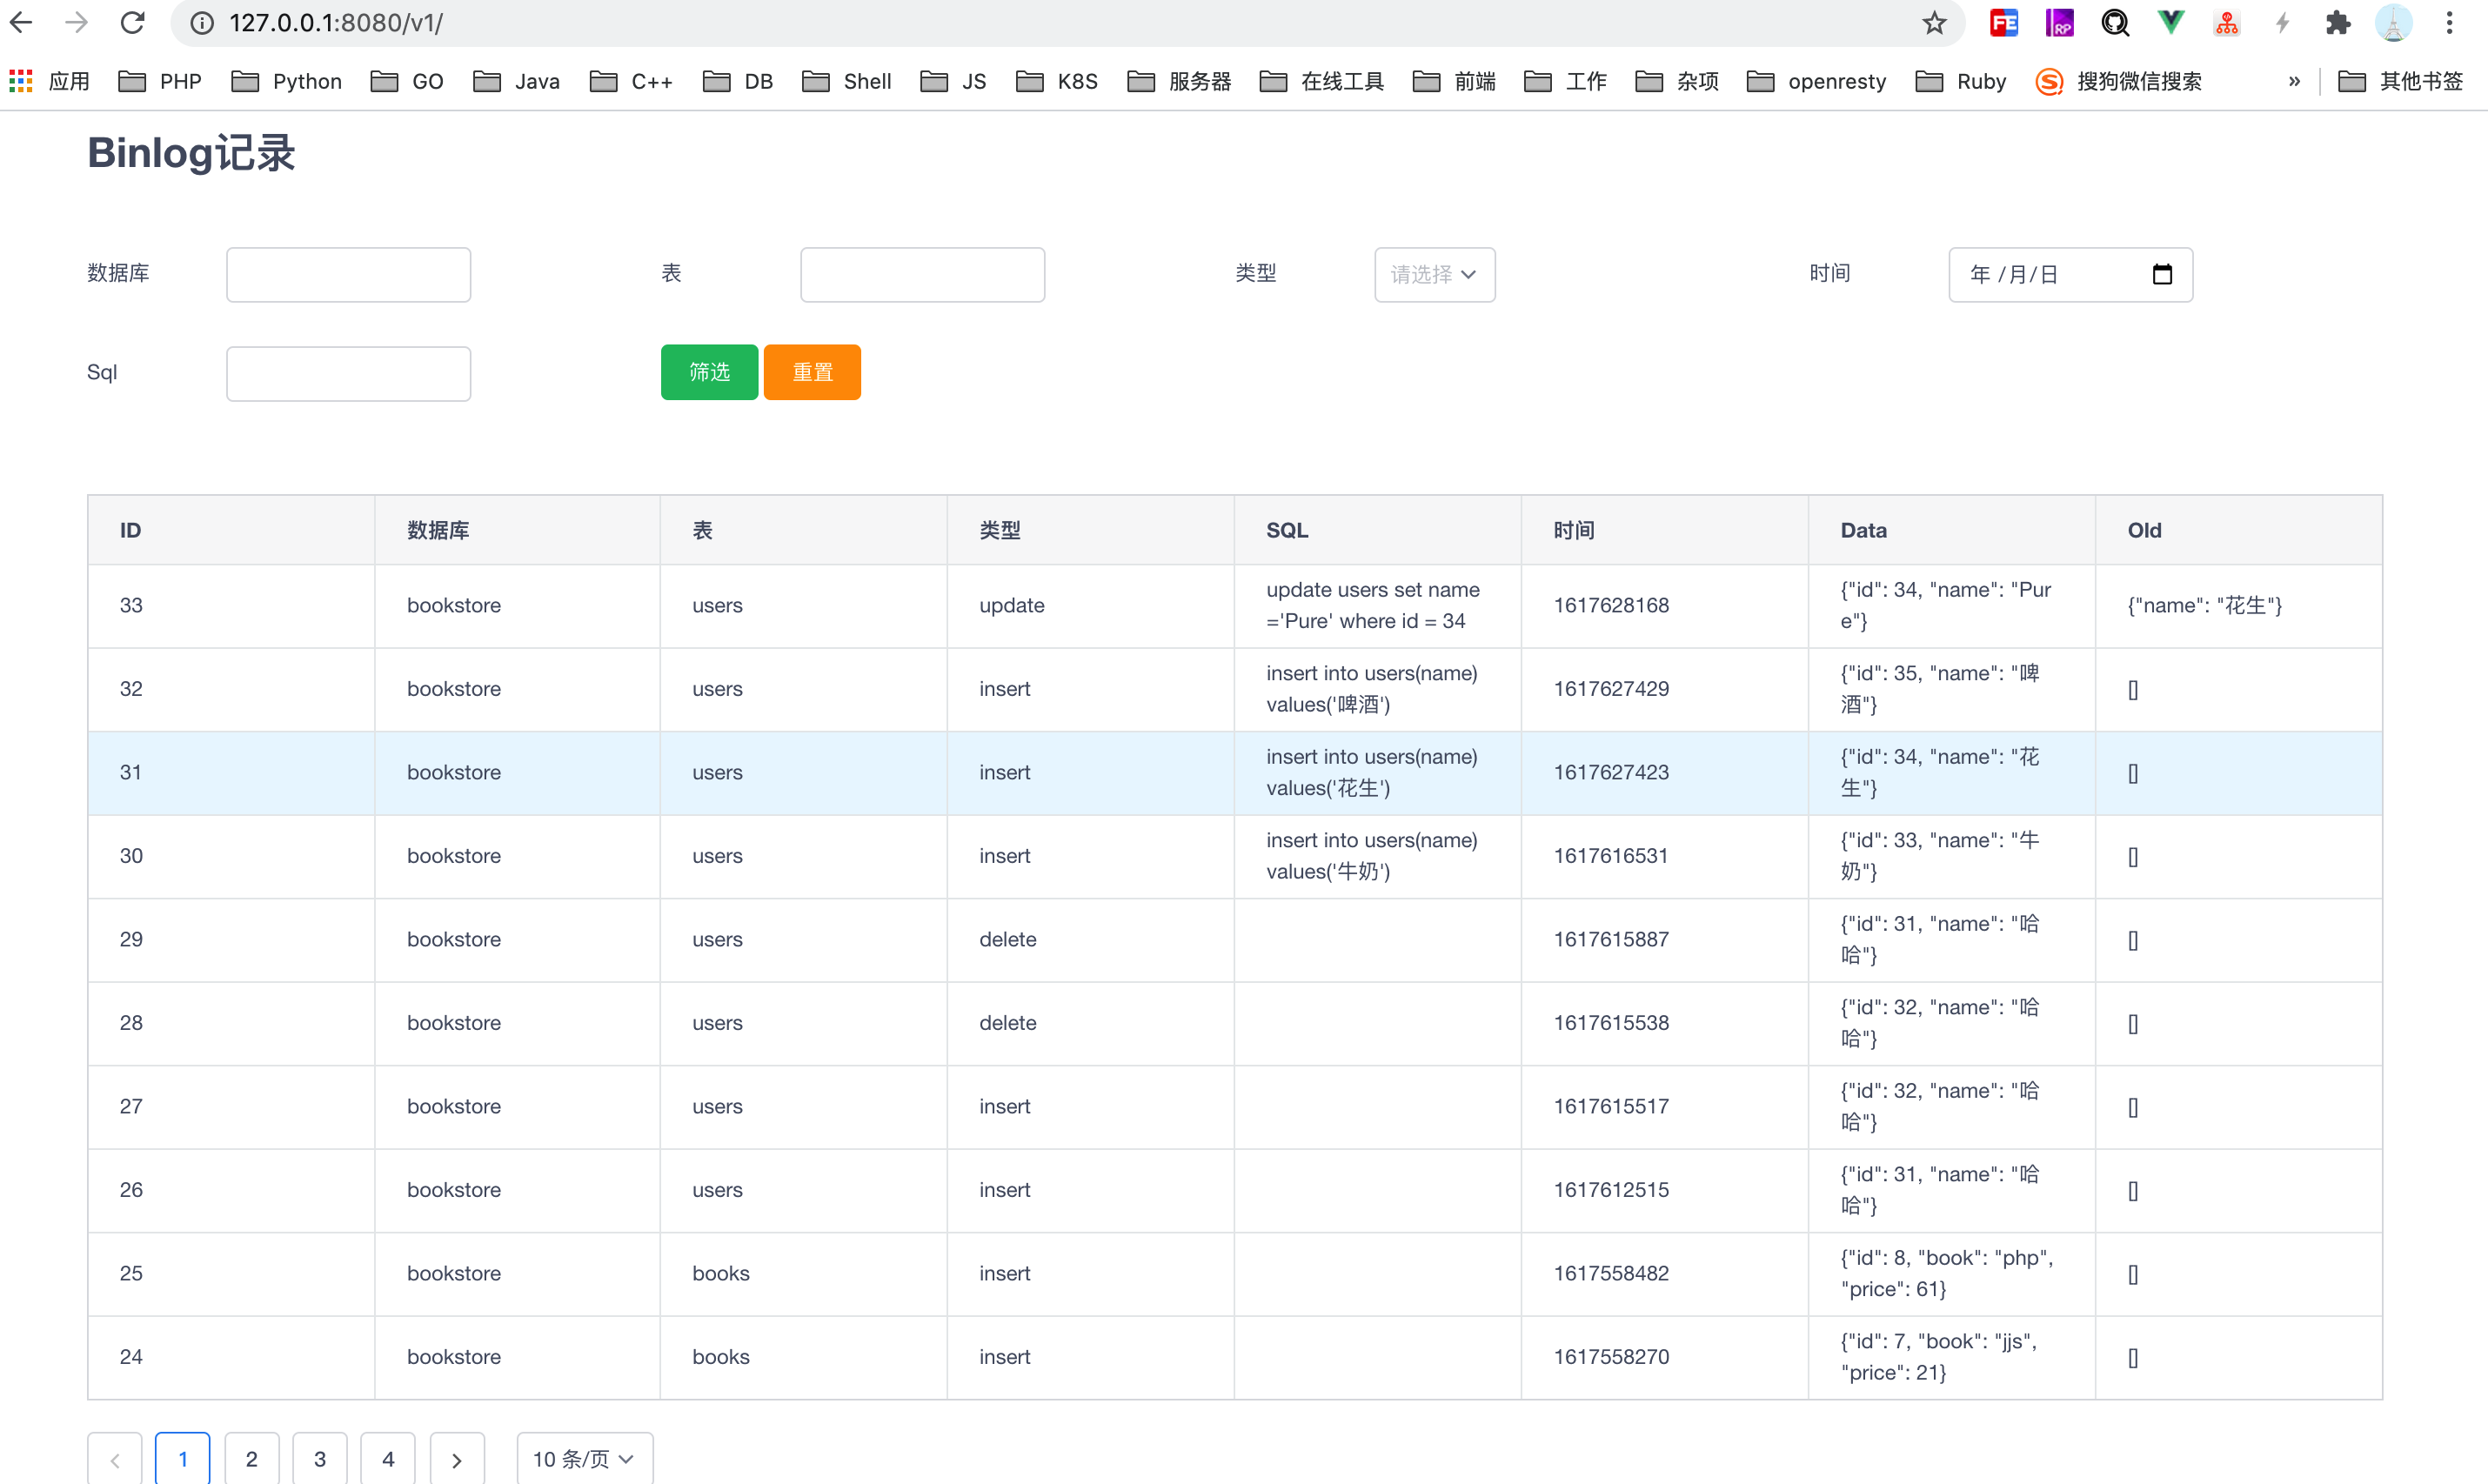 127.0.0.1:8080/v1/
FE RP
应用 PHP Python GO Java C++ DB Shell JS K8S 服务器 在线工具 前端 工作 杂项 openresty Ruby S 搜狗微信搜索 » 其他书签
Binlog记录
数据库 表 类型 请选择 时间 年 /月/日
Sql 筛选 重置
ID 数据库 表 类型 SQL 时间 Data Old
33 bookstore users update update users set name ='Pure' where id = 34 1617628168 {"id": 34, "name": "Pure"} {"name": "花生"}
32 bookstore users insert insert into users(name) values('啤酒') 1617627429 {"id": 35, "name": "啤酒"} []
31 bookstore users insert insert into users(name) values('花生') 1617627423 {"id": 34, "name": "花生"} []
30 bookstore users insert insert into users(name) values('牛奶') 1617616531 {"id": 33, "name": "牛奶"} []
29 bookstore users delete 1617615887 {"id": 31, "name": "哈哈"} []
28 bookstore users delete 1617615538 {"id": 32, "name": "哈哈"} []
27 bookstore users insert 1617615517 {"id": 32, "name": "哈哈"} []
26 bookstore users insert 1617612515 {"id": 31, "name": "哈哈"} []
25 bookstore books insert 1617558482 {"id": 8, "book": "php", "price": 61} []
24 bookstore books insert 1617558270 {"id": 7, "book": "jjs", "price": 21} []
1 2 3 4 10 条/页